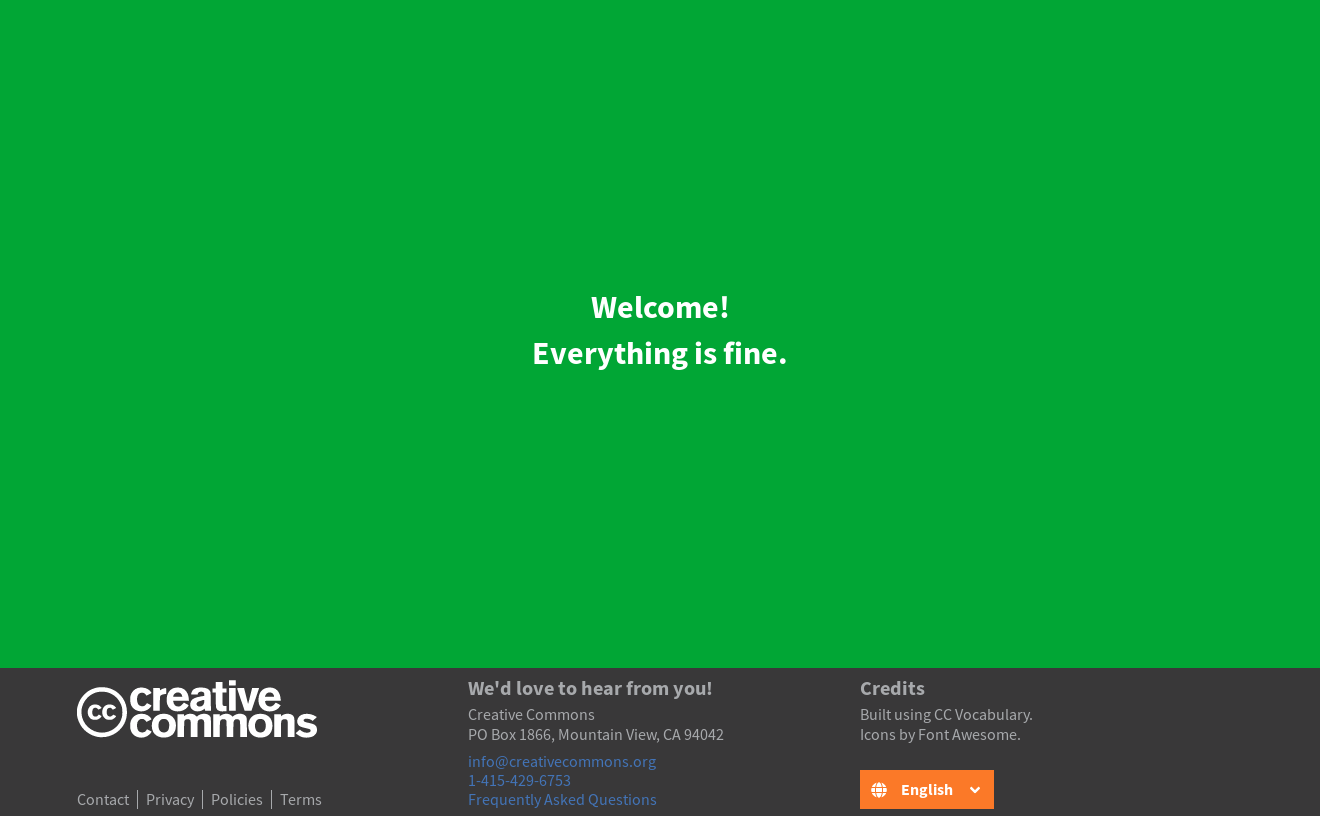 Welcome!
Everything is fine.
cc creative
commons
Contact | Privacy | Policies | Terms
We'd love to hear from you!
Creative Commons
PO Box 1866, Mountain View, CA 94042
info@creativecommons.org
1-415-429-6753
Frequently Asked Questions
Credits
Built using CC Vocabulary.
Icons by Font Awesome.
English